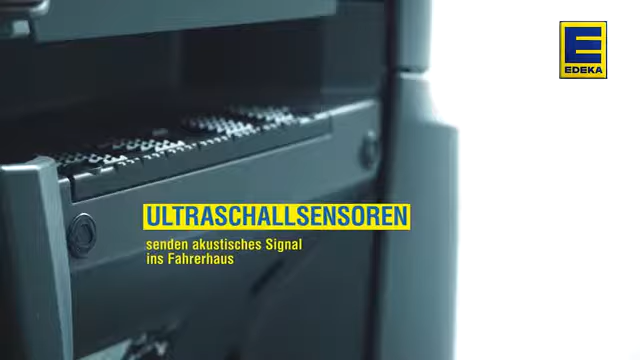 E
EDEKA
ULTRASCHALLSENSOREN
senden akustisches Signal
ins Fahrerhaus